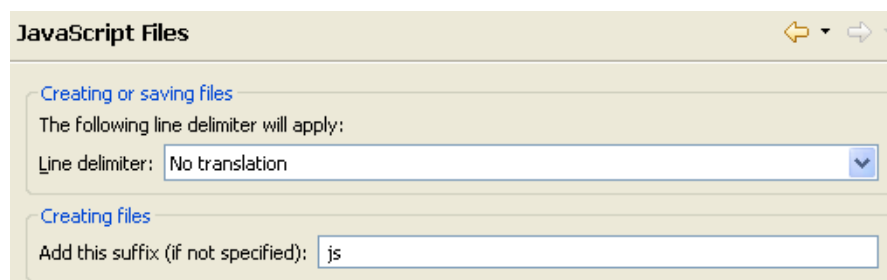 JavaScript Files
Creating or saving files
The following line delimiter will apply:
Line delimiter: No translation
Creating files
Add this suffix (if not specified): js